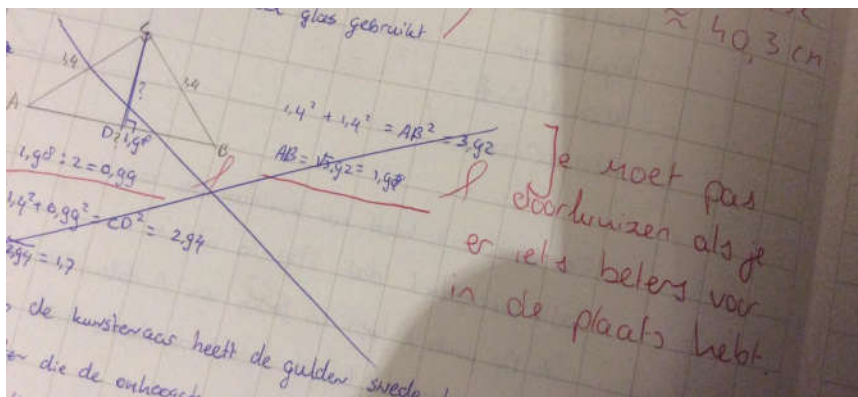 glas gebruikt
≈ 40,3 cm
C
1,4
1,4
?
A
D?
1,98
B
1,4² + 1,4² = AB² = 3,92
AB = √3,92 = 1,98
1,98 : 2 = 0,99
1,4² + 0,99² = CD² = 2,94
√2,94 = 1,7
Je moet pas
doorkruizen als je
er iets beters voor
in de plaats hebt.
de kunstenaar heeft de gulden snede
die de